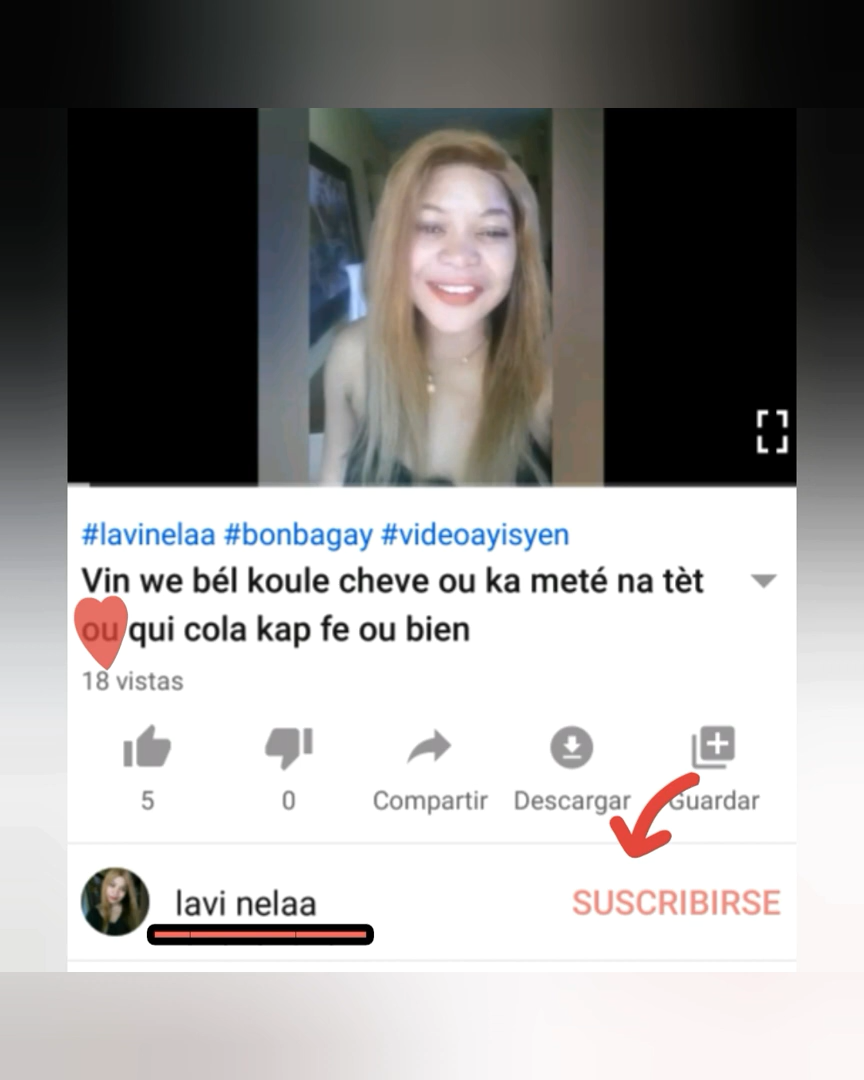 #lavinelaa #bonbagay #videoayisyen
Vin we bél koule cheve ou ka meté na tèt
ou qui cola kap fe ou bien
18 vistas
5 0 Compartir Descargar Guardar
lavi nelaa SUSCRIBIRSE